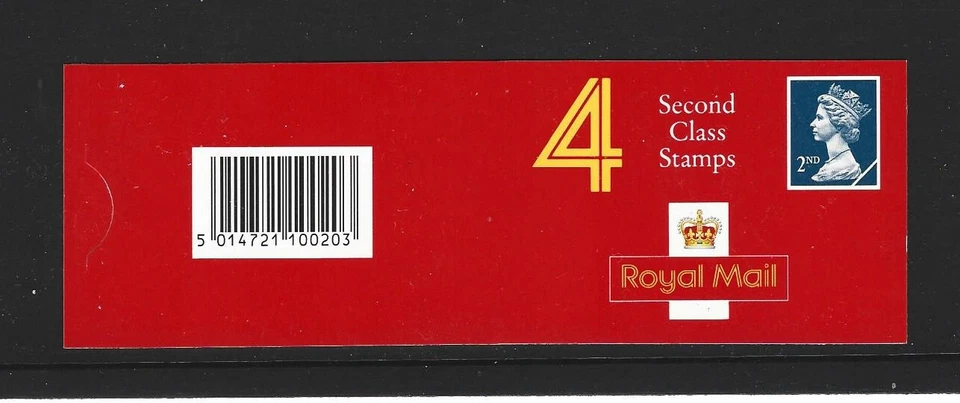 4
Second
Class
Stamps
2ND
5 014721 100203
Royal Mail